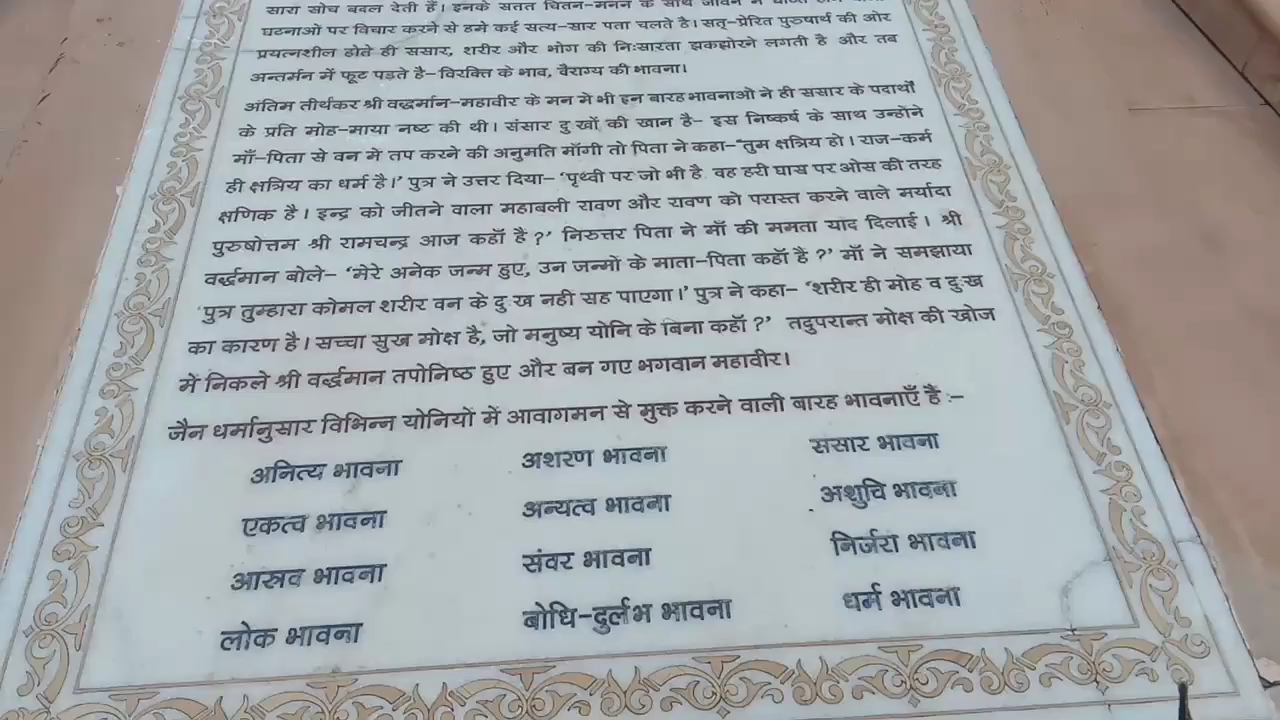 सारा सोच बदल देती हैं। इनके सतत चिंतन-मनन के साथ जीवन में
घटनाओं पर विचार करने से हमे कई सत्य-सार पता चलते है। सत्-प्रेरित पुरुषार्थ की ओर
प्रयत्नशील होते ही संसार, शरीर और भोग की निःसारता झकझोरने लगती है और तब
अन्तर्मन में फूट पड़ते है-विरक्ति के भाव, वैराग्य की भावना।
अंतिम तीर्थंकर श्री वर्द्धमान-महावीर के मन मे भी इन बारह भावनाओ ने ही संसार के पदार्थों
के प्रति मोह-माया नष्ट की थी। संसार दु खों की खान है- इस निष्कर्ष के साथ उन्होंने
माँ-पिता से वन मे तप करने की अनुमति माँगी तो पिता ने कहा-'तुम क्षत्रिय हो। राज-कर्म
ही क्षत्रिय का धर्म है।' पुत्र ने उत्तर दिया- 'पृथ्वी पर जो भी है वह हरी घास पर ओस की तरह
क्षणिक है। इन्द्र को जीतने वाला महाबली रावण और रावण को परास्त करने वाले मर्यादा
पुरुषोत्तम श्री रामचन्द्र आज कहाँ है ?' निरुत्तर पिता ने माँ की ममता याद दिलाई। श्री
वर्द्धमान बोले- 'मेरे अनेक जन्म हुए, उन जन्मों के माता-पिता कहाँ हैं ?' माँ ने समझाया
'पुत्र तुम्हारा कोमल शरीर वन के दु ख नही सह पाएगा।' पुत्र ने कहा- 'शरीर ही मोह व दुःख
का कारण है। सच्चा सुख मोक्ष है, जो मनुष्य योनि के बिना कहाँ ?' तदुपरान्त मोक्ष की खोज
में निकले श्री वर्द्धमान तपोनिष्ठ हुए और बन गए भगवान महावीर।
जैन धर्मानुसार विभिन्न योनियों में आवागमन से मुक्त करने वाली बारह भावनाएँ हैं :-
अनित्य भावना अशरण भावना संसार भावना
एकत्व भावना अन्यत्व भावना अशुचि भावना
आस्रव भावना संवर भावना निर्जरा भावना
लोक भावना बोधि-दुर्लभ भावना धर्म भावना